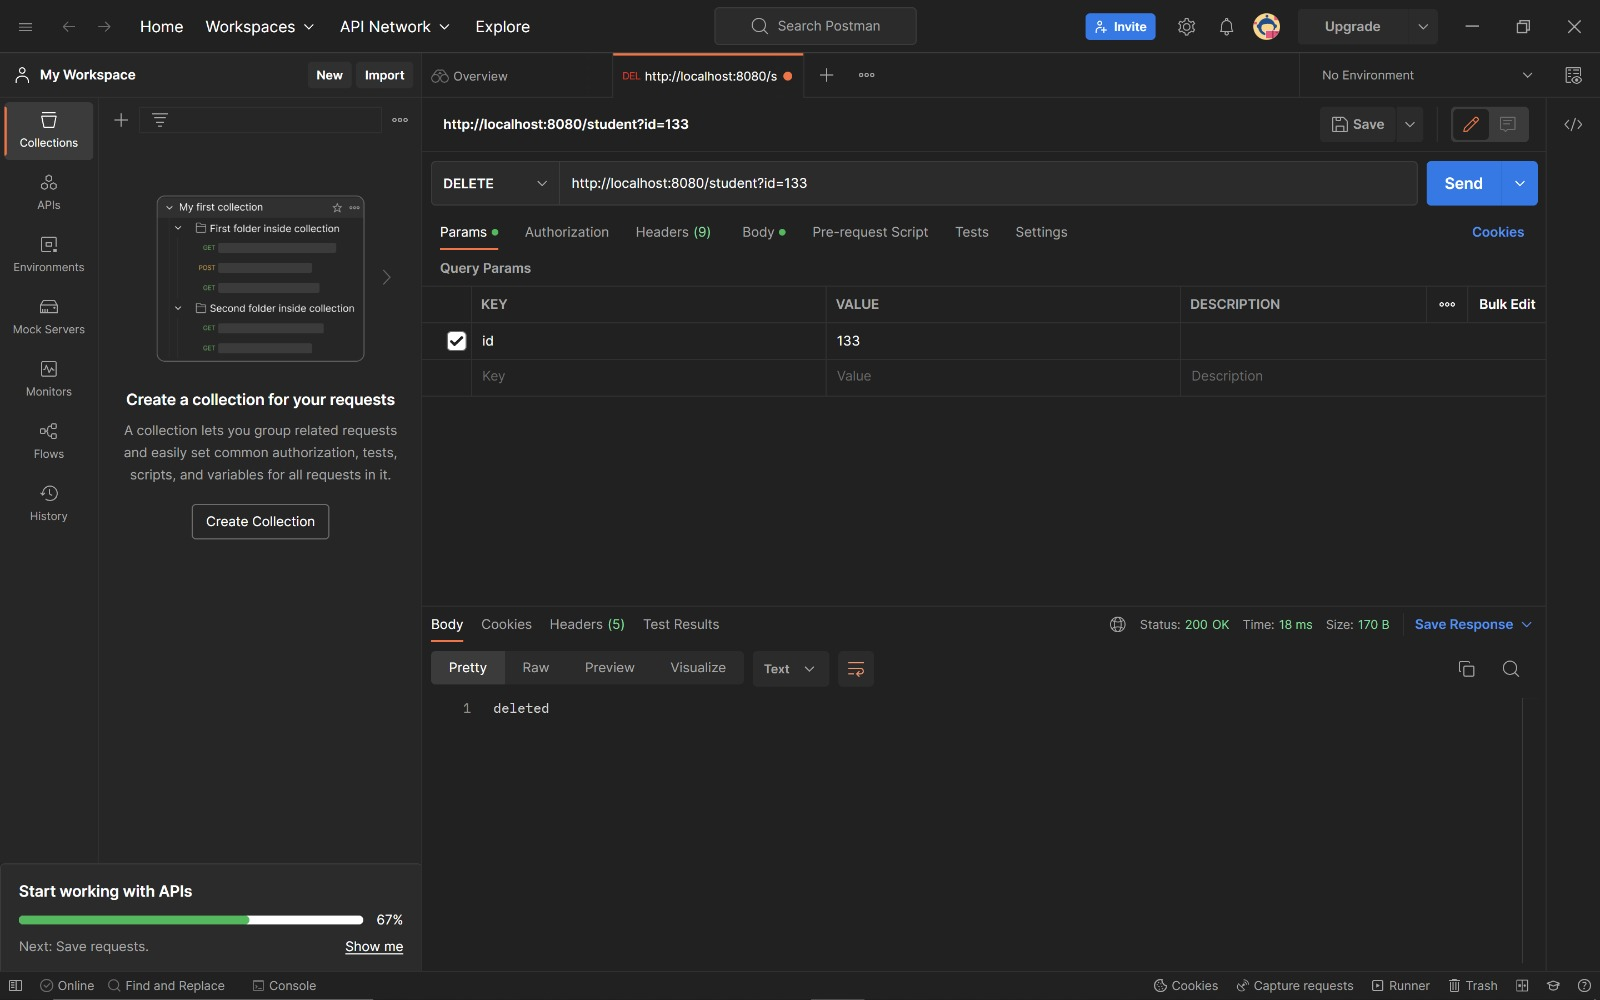 Home Workspaces API Network Explore Search Postman Invite Upgrade
My Workspace New Import Overview DEL http://localhost:8080/s No Environment
Collections
APIs
Environments
Mock Servers
Monitors
Flows
History
My first collection
First folder inside collection
GET
POST
GET
Second folder inside collection
GET
GET
Create a collection for your requests
A collection lets you group related requests
and easily set common authorization, tests,
scripts, and variables for all requests in it.
Create Collection
http://localhost:8080/student?id=133 Save
DELETE http://localhost:8080/student?id=133 Send
Params Authorization Headers (9) Body Pre-request Script Tests Settings Cookies
Query Params
KEY VALUE DESCRIPTION Bulk Edit
id 133
Key Value Description
Body Cookies Headers (5) Test Results Status: 200 OK Time: 18 ms Size: 170 B Save Response
Pretty Raw Preview Visualize Text
1 deleted
Start working with APIs
67%
Next: Save requests. Show me
Online Find and Replace Console Cookies Capture requests Runner Trash